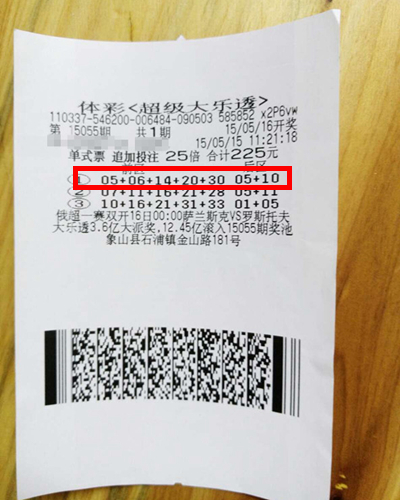 体彩<超级大乐透>
110337-546200-006484-090503 585852 x2P6vw
第 15055期 共1期 15/05/16开奖
15/05/15 11:21:18
单式票 追加投注 25倍 合计225元
前区 后区
① 05+06+14+20+30 05+10
② 07+11+16+21+28 05+11
③ 10+16+21+31+33 01+05
俄超一赛双开16日00:00萨兰斯克VS罗斯托夫
大乐透3.6亿大派奖,12.45亿滚入15055期奖池
象山县石浦镇金山路181号